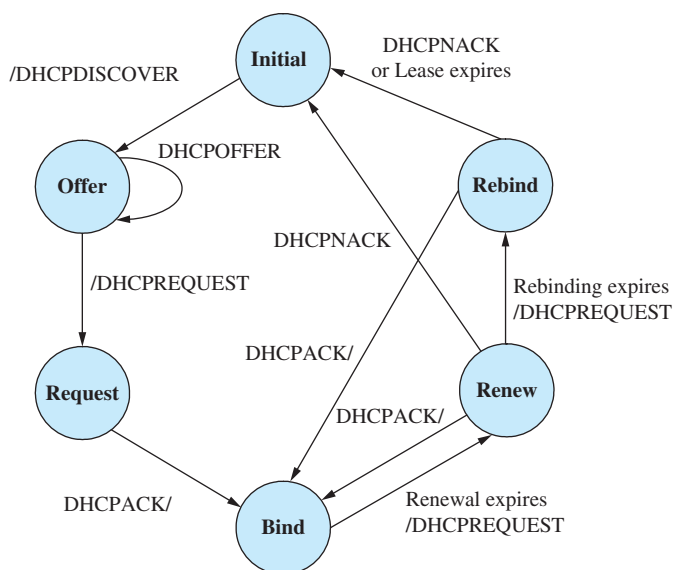 Initial
DHCPNACK
or Lease expires
/DHCPDISCOVER
DHCPOFFER
Offer
Rebind
DHCPNACK
/DHCPREQUEST
Rebinding expires
/DHCPREQUEST
DHCPACK/
Request
Renew
DHCPACK/
DHCPACK/
Bind
Renewal expires
/DHCPREQUEST